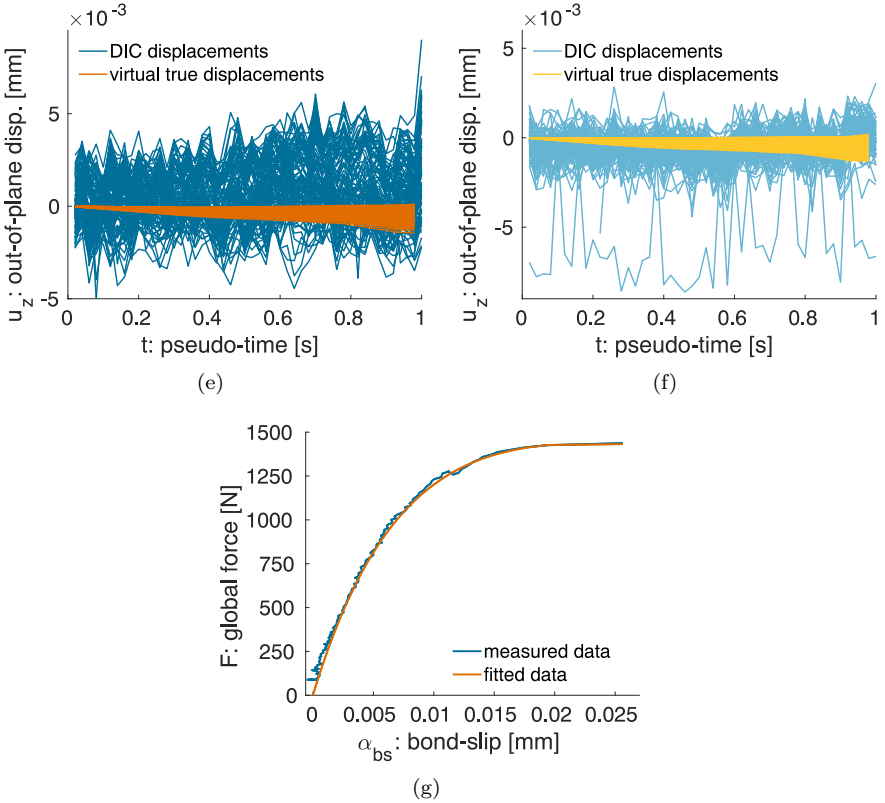 ×10⁻³
DIC displacements
virtual true displacements
5
0
-5
u_z: out-of-plane disp. [mm]
0 0.2 0.4 0.6 0.8 1
t: pseudo-time [s]
(e)
×10⁻³
DIC displacements
virtual true displacements
5
0
-5
u_z: out-of-plane disp. [mm]
0 0.2 0.4 0.6 0.8 1
t: pseudo-time [s]
(f)
1500
1250
1000
750
500
250
0
F: global force [N]
measured data
fitted data
0 0.005 0.01 0.015 0.02 0.025
α_bs: bond-slip [mm]
(g)